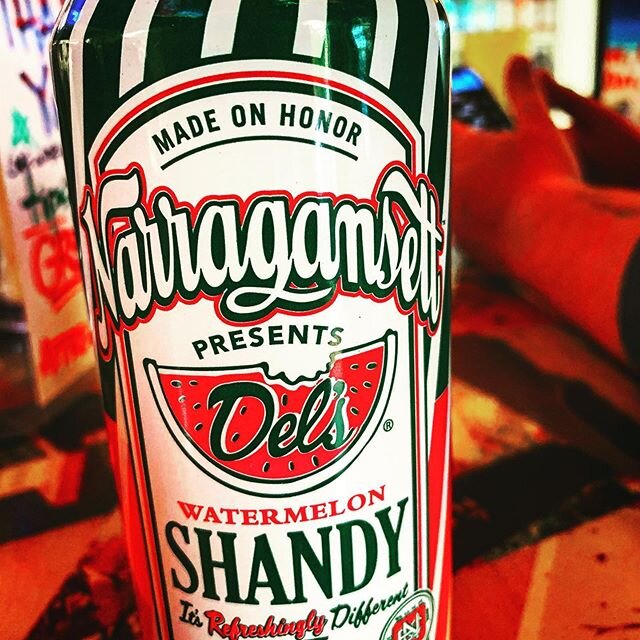 MADE ON HONOR
Narragansett
PRESENTS
Del's®
WATERMELON
SHANDY
It's Refreshingly Different